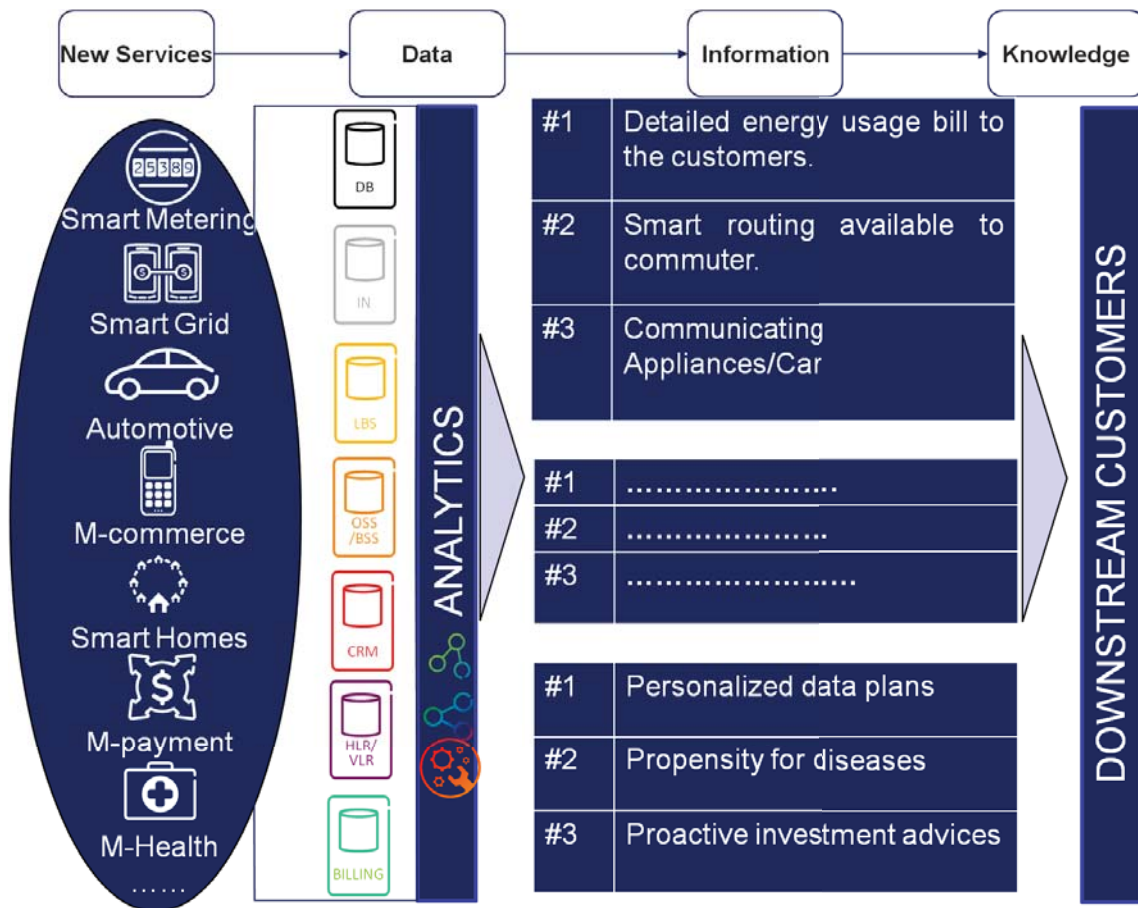 New Services
Data
Information
Knowledge
25389
Smart Metering
Smart Grid
Automotive
M-commerce
Smart Homes
$
M-payment
M-Health
......
DB
IN
LBS
OSS
/BSS
CRM
HLR/
VLR
BILLING
ANALYTICS
#1 Detailed energy usage bill to
the customers.
#2 Smart routing available to
commuter.
#3 Communicating
Appliances/Car
#1 ........................
#2 .......................
#3 ..........................
#1 Personalized data plans
#2 Propensity for diseases
#3 Proactive investment advices
DOWNSTREAM CUSTOMERS